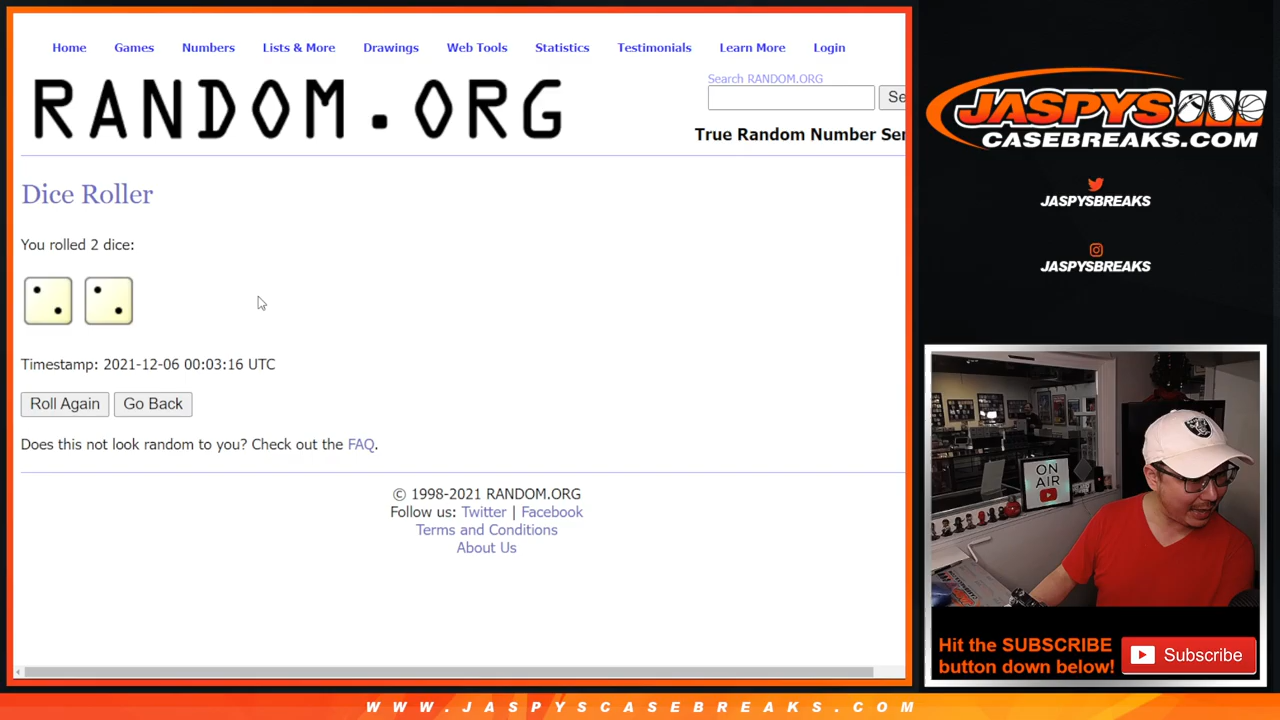 Home Games Numbers Lists & More Drawings Web Tools Statistics Testimonials Learn More Login
RANDOM.ORG
Search RANDOM.ORG
Se
True Random Number Ser
Dice Roller
You rolled 2 dice:
Timestamp: 2021-12-06 00:03:16 UTC
Roll Again Go Back
Does this not look random to you? Check out the FAQ.
© 1998-2021 RANDOM.ORG
Follow us: Twitter | Facebook
Terms and Conditions
About Us
JASPYS
CASEBREAKS.COM
JASPYSBREAKS
JASPYSBREAKS
ON
AIR
Hit the SUBSCRIBE
button down below!
Subscribe
WWW.JASPYSCASEBREAKS.COM